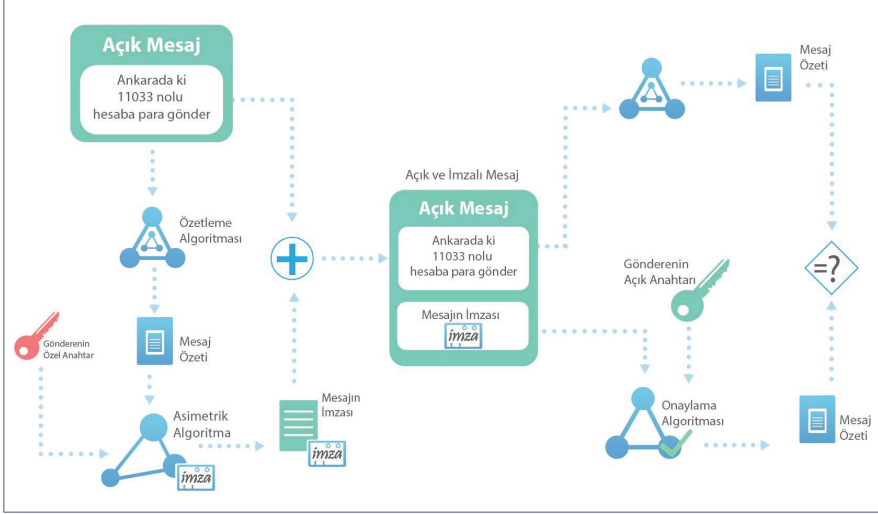 Açık Mesaj
Ankarada ki
11033 nolu
hesaba para gönder
Özetleme
Algoritması
Gönderenin
Özel Anahtar
Mesaj
Özeti
Asimetrik
Algoritma
imza
Mesajın
İmzası
imza
Açık ve İmzalı Mesaj
Açık Mesaj
Ankarada ki
11033 nolu
hesaba para gönder
Mesajın İmzası
imza
Mesaj
Özeti
Gönderenin
Açık Anahtarı
=?
Onaylama
Algoritması
Mesaj
Özeti